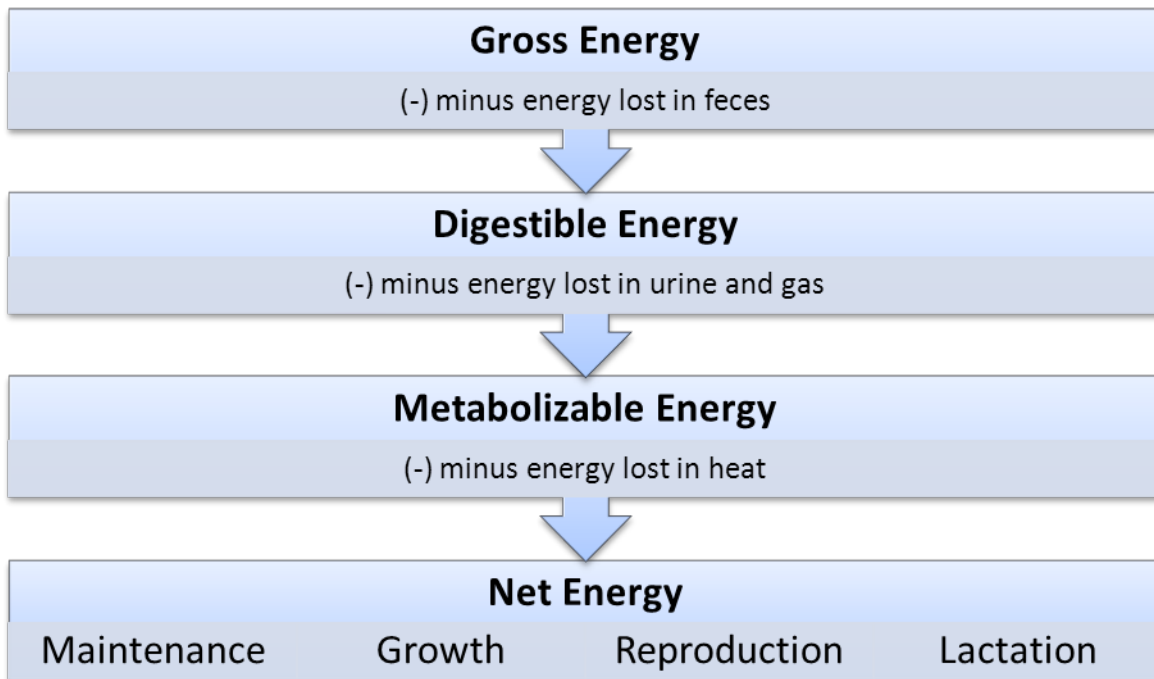 Gross Energy
(-) minus energy lost in feces
Digestible Energy
(-) minus energy lost in urine and gas
Metabolizable Energy
(-) minus energy lost in heat
Net Energy
Maintenance Growth Reproduction Lactation